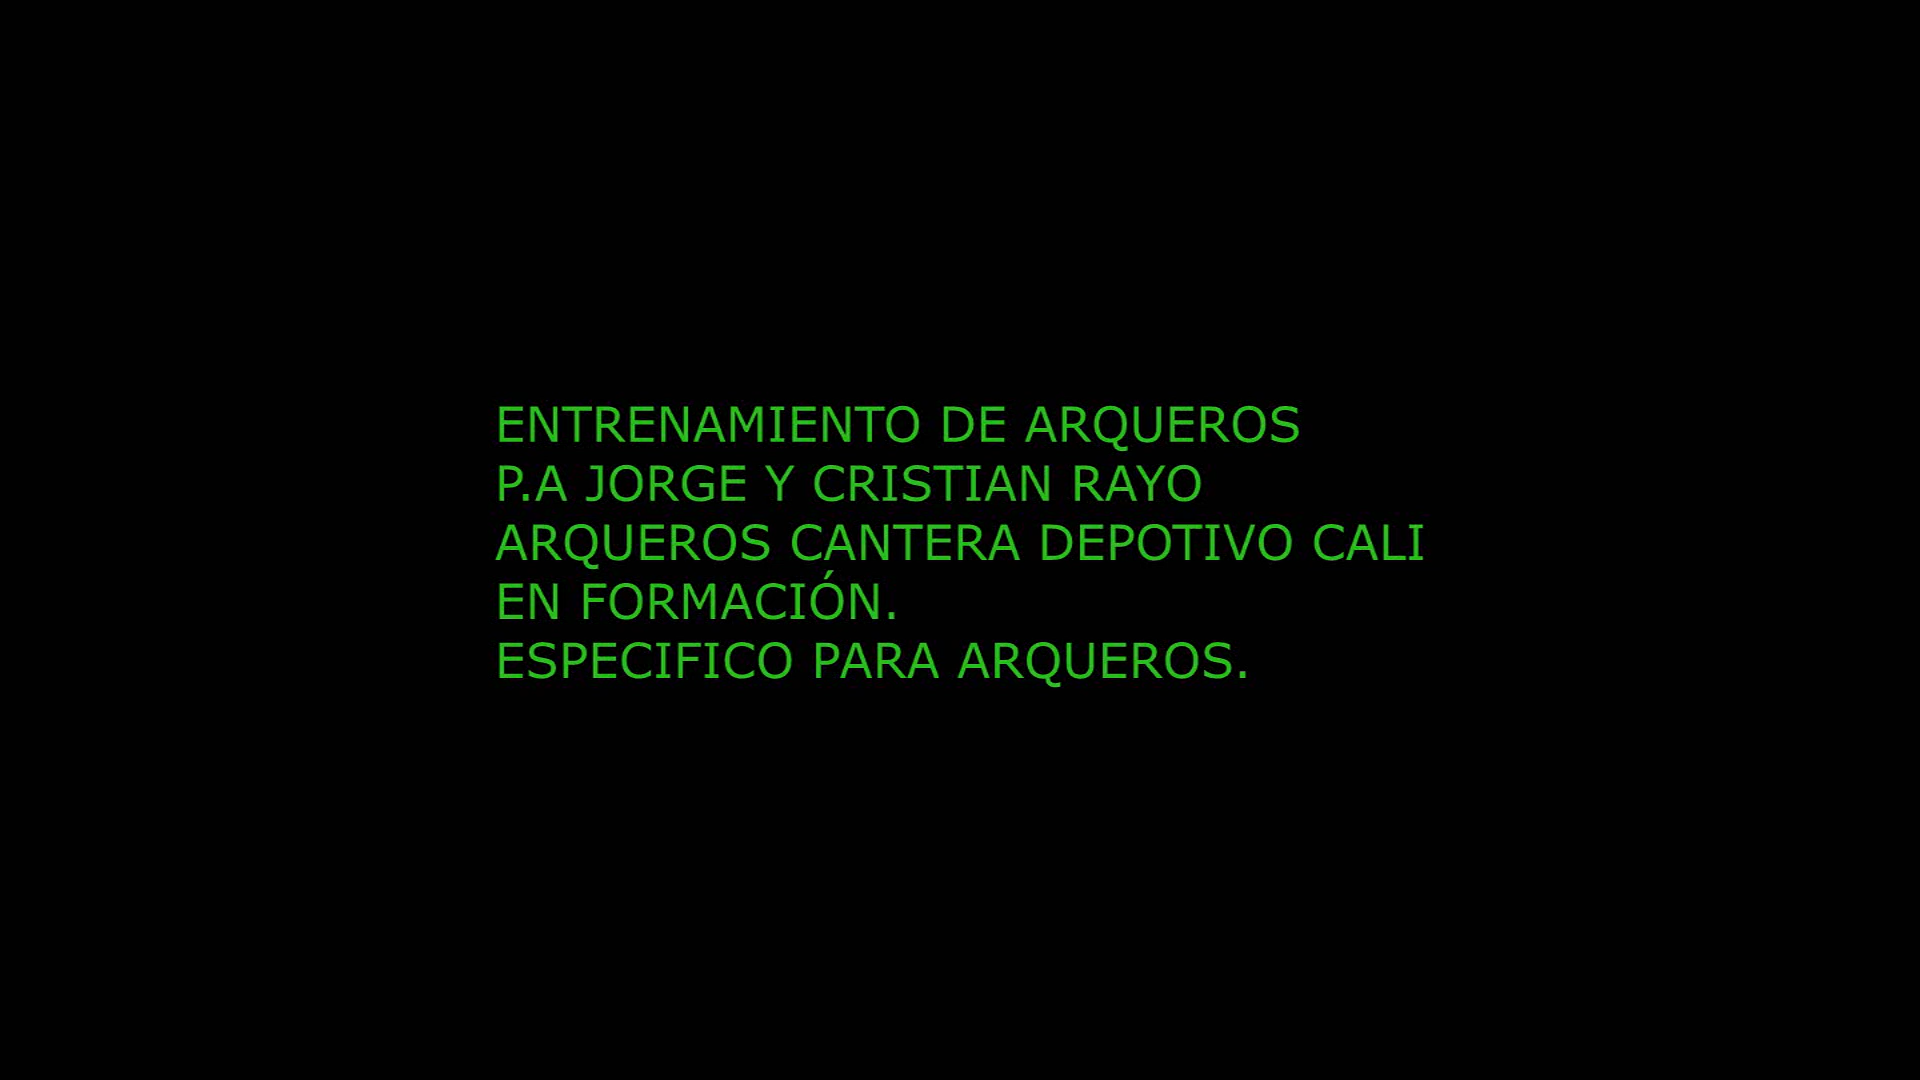 ENTRENAMIENTO DE ARQUEROS
P.A JORGE Y CRISTIAN RAYO
ARQUEROS CANTERA DEPOTIVO CALI
EN FORMACIÓN.
ESPECIFICO PARA ARQUEROS.